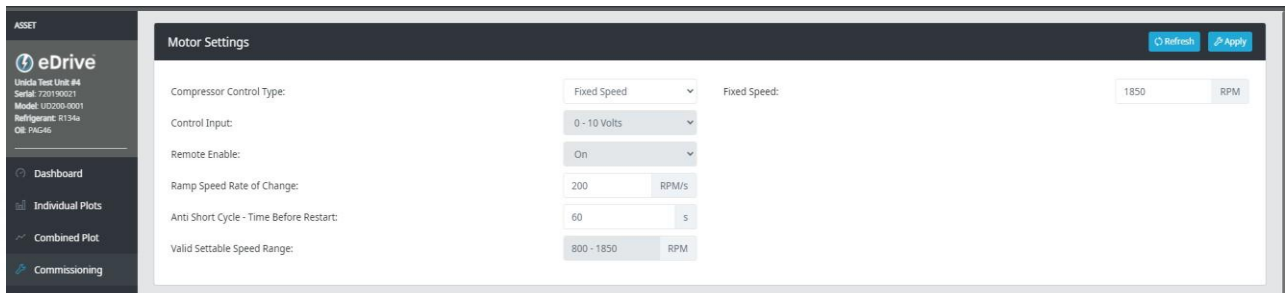 ASSET
eDrive
Unicla Test Unit #4
Serial: 720190021
Model: UD200-0001
Refrigerant: R134a
Oil: PAG46
Dashboard
Individual Plots
Combined Plot
Commissioning
Motor Settings
Refresh Apply
Compressor Control Type: Fixed Speed Fixed Speed: 1850 RPM
Control Input: 0 - 10 Volts
Remote Enable: On
Ramp Speed Rate of Change: 200 RPM/s
Anti Short Cycle - Time Before Restart: 60 s
Valid Settable Speed Range: 800 - 1850 RPM